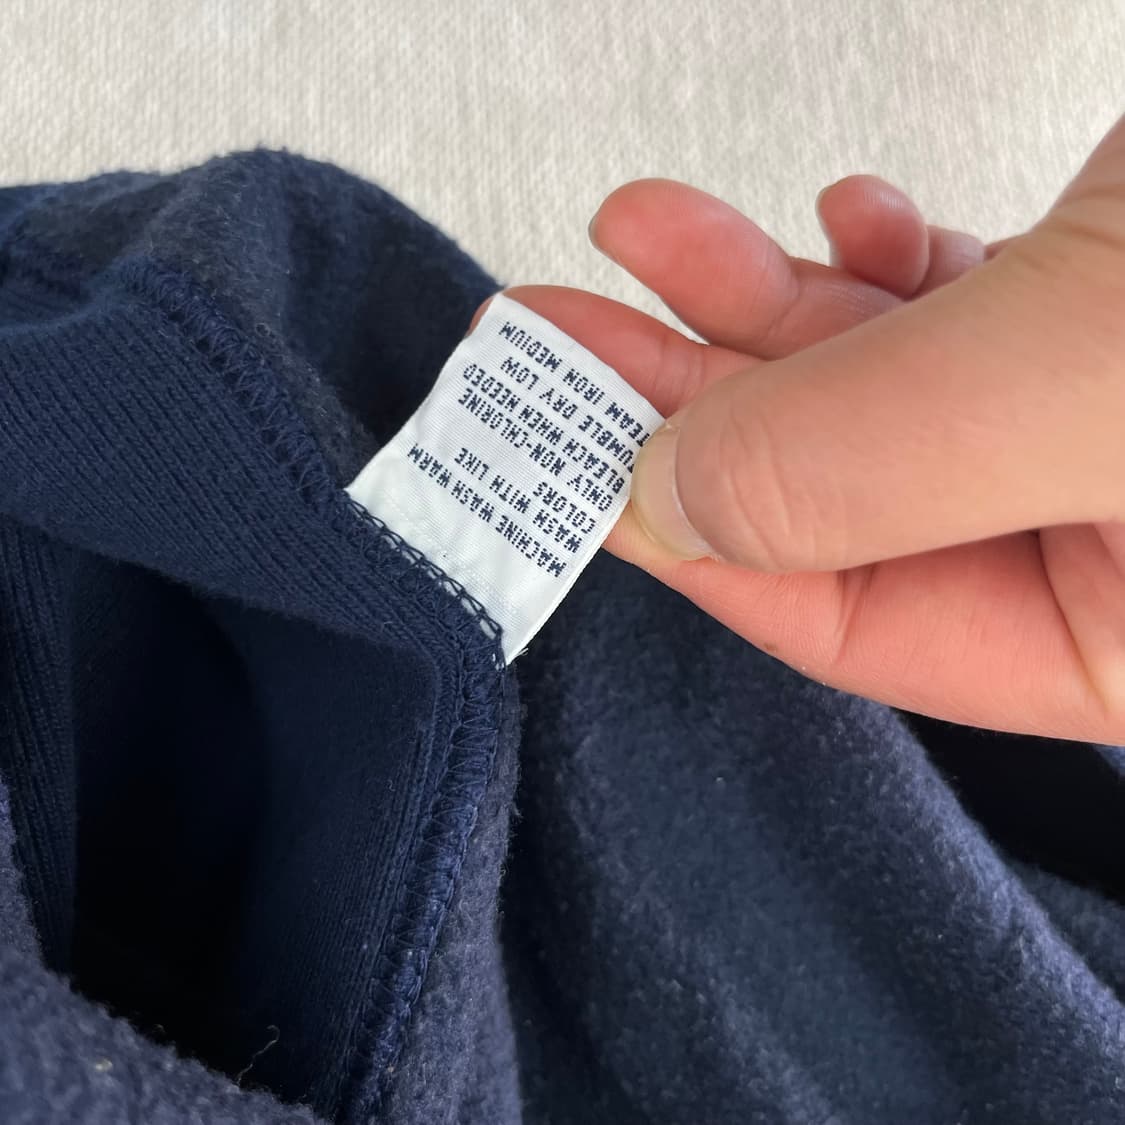 MACHINE WASH WARM
WASH WITH LIKE
COLORS
ONLY NON-CHLORINE
BLEACH WHEN NEEDED
TUMBLE DRY LOW
STEAM IRON MEDIUM